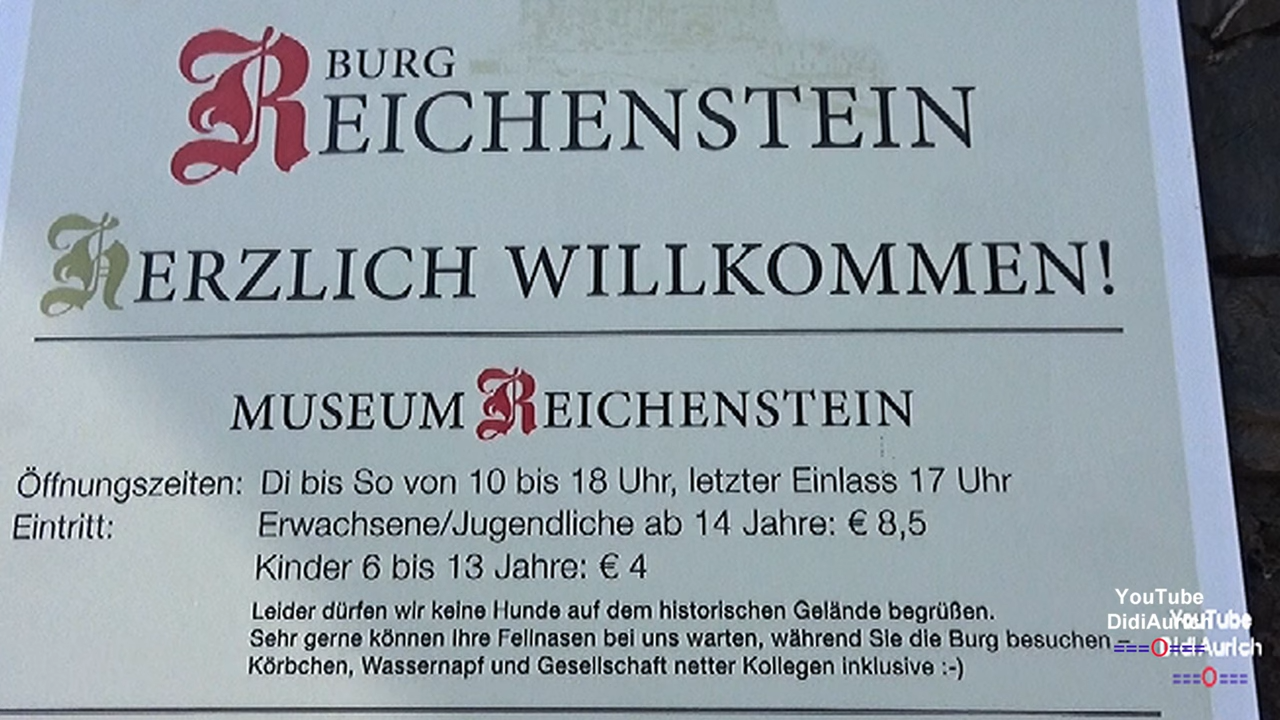 BURG
REICHENSTEIN
HERZLICH WILLKOMMEN!
MUSEUM REICHENSTEIN
Öffnungszeiten: Di bis So von 10 bis 18 Uhr, letzter Einlass 17 Uhr
Eintritt: Erwachsene/Jugendliche ab 14 Jahre: € 8,5
Kinder 6 bis 13 Jahre: € 4
Leider dürfen wir keine Hunde auf dem historischen Gelände begrüßen.
Sehr gerne können Ihre Fellnasen bei uns warten, während Sie die Burg besuchen –
Körbchen, Wassernapf und Gesellschaft netter Kollegen inklusive :-)
YouTube
DidiAurich
===O===
YouTube
DidiAurich
===O===